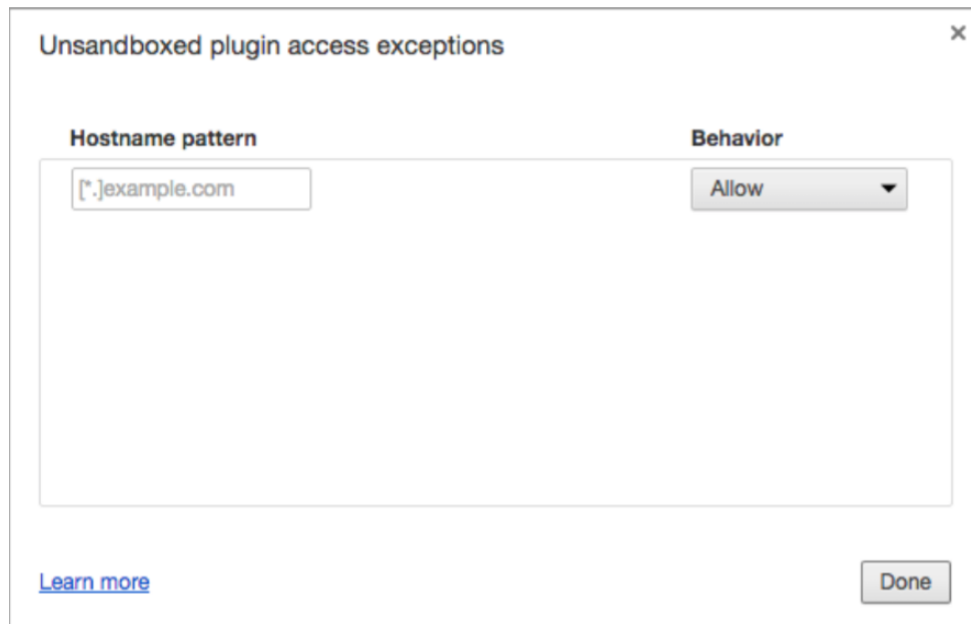 Unsandboxed plugin access exceptions
×
Hostname pattern Behavior
[*.]example.com Allow
Learn more Done